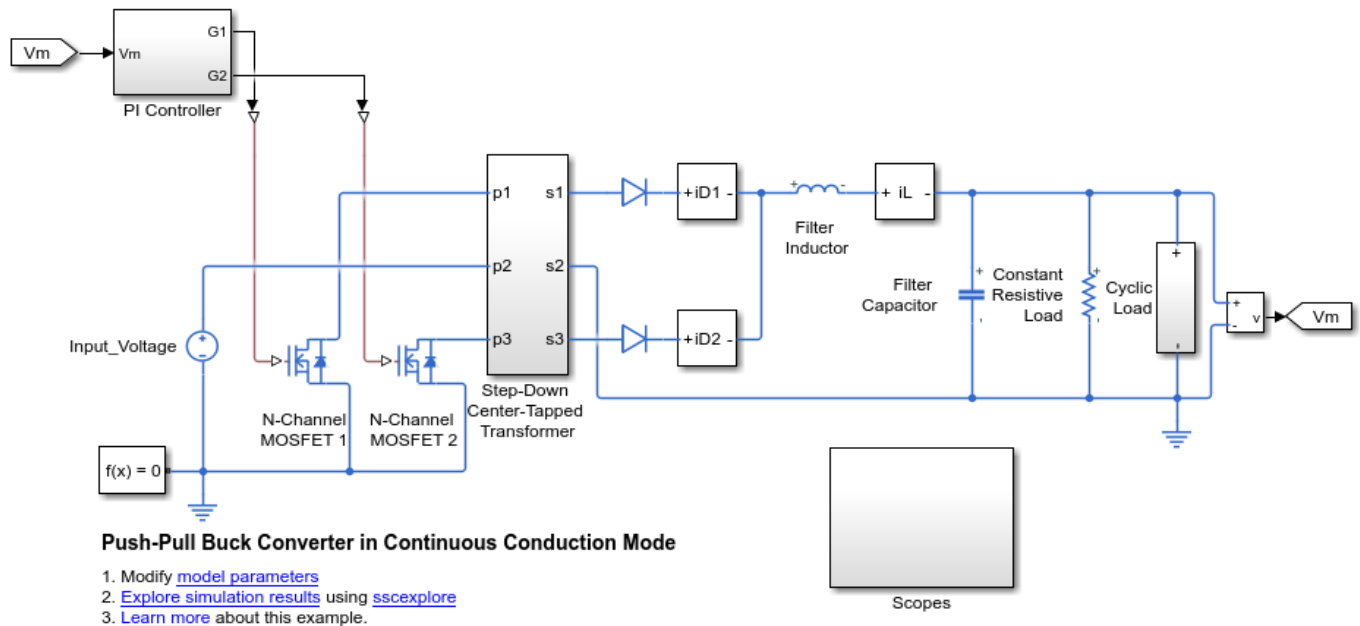 Vm
Vm
G1
G2
PI Controller
p1
p2
p3
s1
s2
s3
Step-Down
Center-Tapped
Transformer
+iD1 -
+iD2 -
+ -
Filter
Inductor
+ iL -
+
Filter
Capacitor
-
+
Constant
Resistive
Load
-
+
Cyclic
Load
-
+
-
v
Vm
Input_Voltage
+
−
N-Channel
MOSFET 1
N-Channel
MOSFET 2
f(x) = 0
Scopes
Push-Pull Buck Converter in Continuous Conduction Mode
1. Modify model parameters
2. Explore simulation results using sscexplore
3. Learn more about this example.